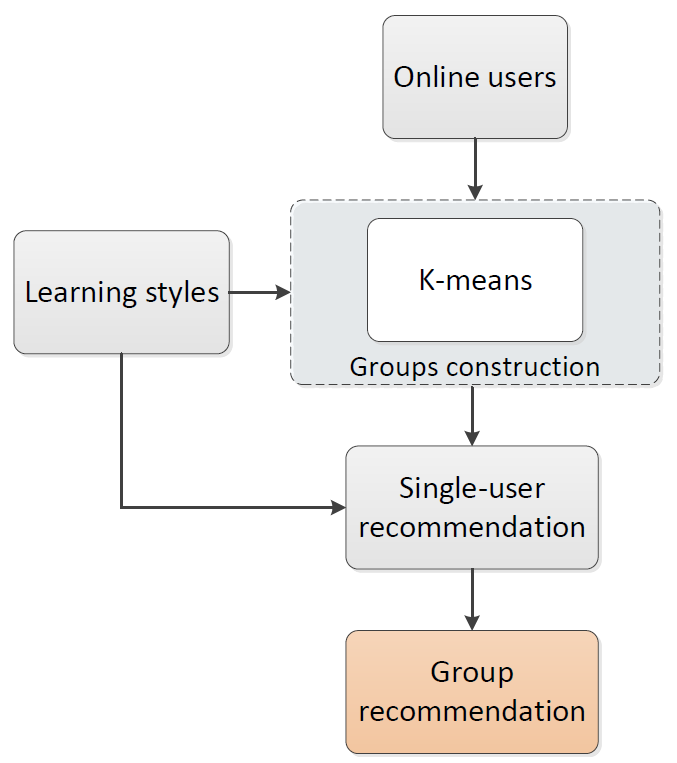 Online users
Learning styles
K-means
Groups construction
Single-user
recommendation
Group
recommendation